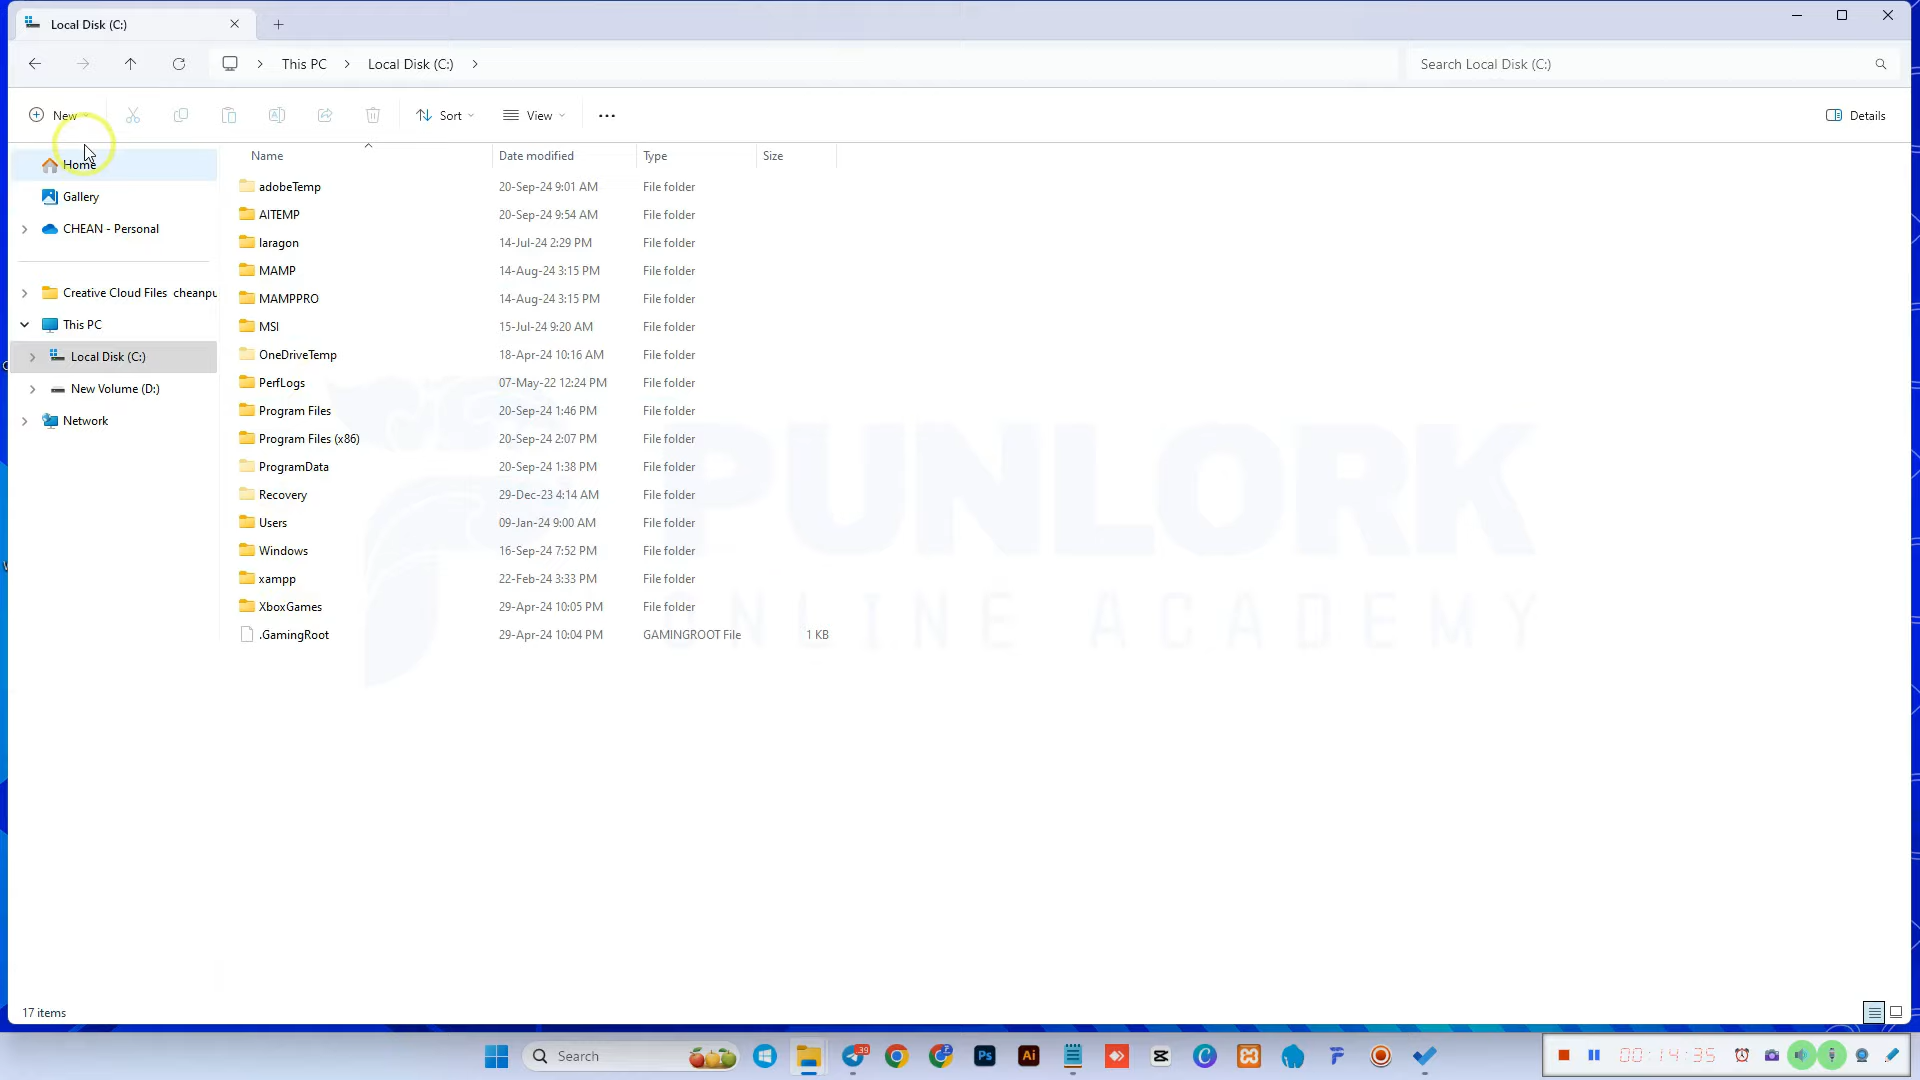 Local Disk (C:)
This PC
Local Disk (C:)
Search Local Disk (C:)
New
Sort
View
Details
Home
Gallery
CHEAN - Personal
Creative Cloud Files cheanpu
This PC
Local Disk (C:)
New Volume (D:)
Network
Name Date modified Type Size
adobeTemp 20-Sep-24 9:01 AM File folder
AITEMP 20-Sep-24 9:54 AM File folder
laragon 14-Jul-24 2:29 PM File folder
MAMP 14-Aug-24 3:15 PM File folder
MAMPPRO 14-Aug-24 3:15 PM File folder
MSI 15-Jul-24 9:20 AM File folder
OneDriveTemp 18-Apr-24 10:16 AM File folder
PerfLogs 07-May-22 12:24 PM File folder
Program Files 20-Sep-24 1:46 PM File folder
Program Files (x86) 20-Sep-24 2:07 PM File folder
ProgramData 20-Sep-24 1:38 PM File folder
Recovery 29-Dec-23 4:14 AM File folder
Users 09-Jan-24 9:00 AM File folder
Windows 16-Sep-24 7:52 PM File folder
xampp 22-Feb-24 3:33 PM File folder
XboxGames 29-Apr-24 10:05 PM File folder
.GamingRoot 29-Apr-24 10:04 PM GAMINGROOT File 1 KB
PUNLORK
ONLINE ACADEMY
17 items
Search
39
Ps
Ai
00:14:35